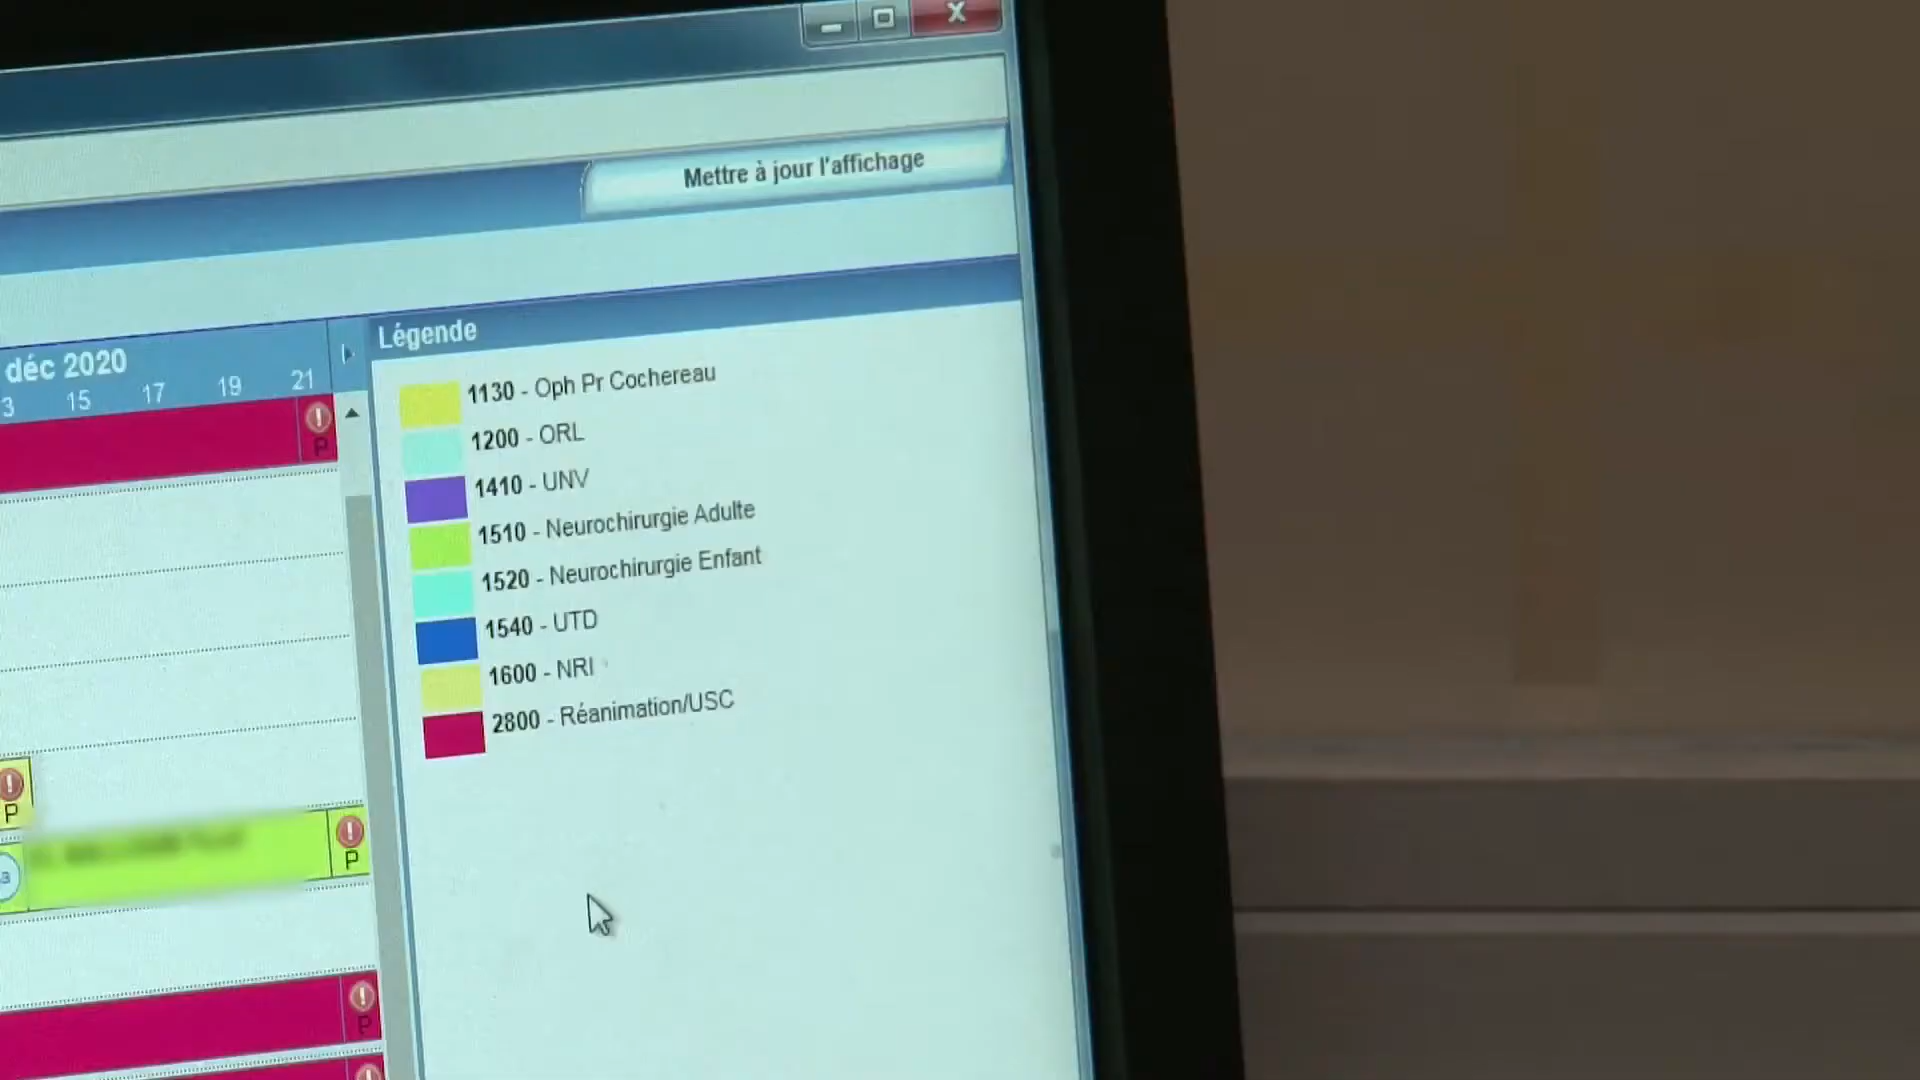 X
Mettre à jour l'affichage
Légende
déc 2020
3 15 17 19 21
1130 - Oph Pr Cochereau
1200 - ORL
1410 - UNV
1510 - Neurochirurgie Adulte
1520 - Neurochirurgie Enfant
1540 - UTD
1600 - NRI
2800 - Réanimation/USC
! P
! P
! P
a
! P
!